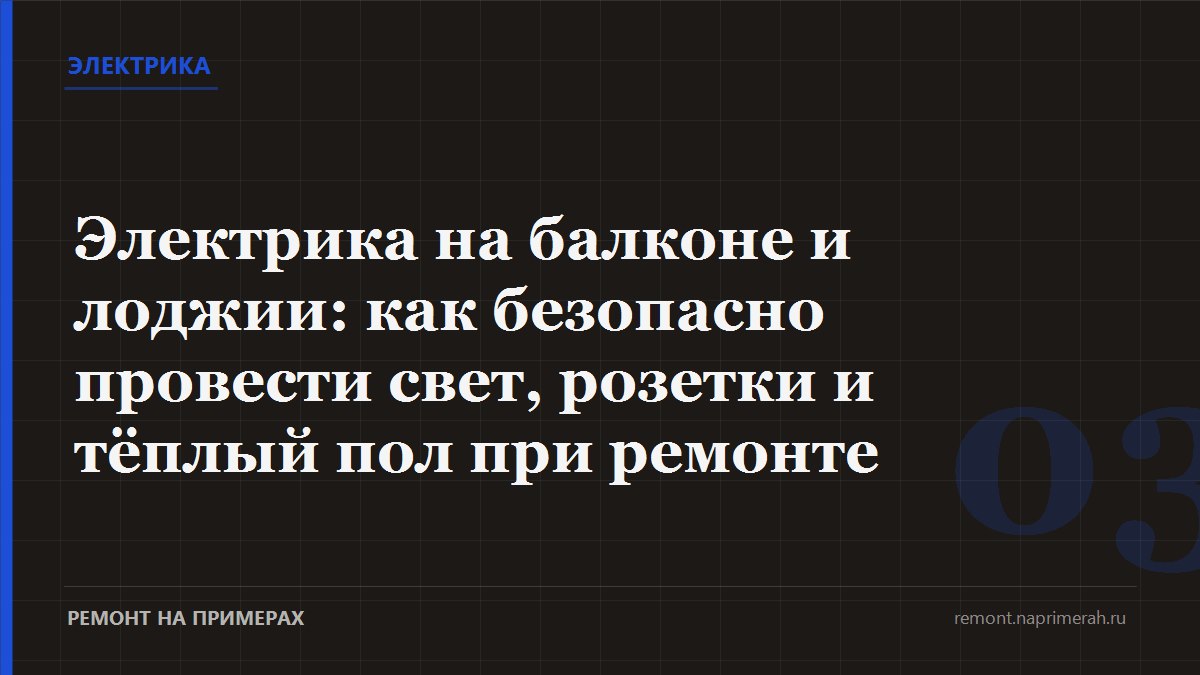 ЭЛЕКТРИКА
Электрика на балконе и
лоджии: как безопасно
провести свет, розетки и
тёплый пол при ремонте
03
РЕМОНТ НА ПРИМЕРАХ
remont.naprimerah.ru